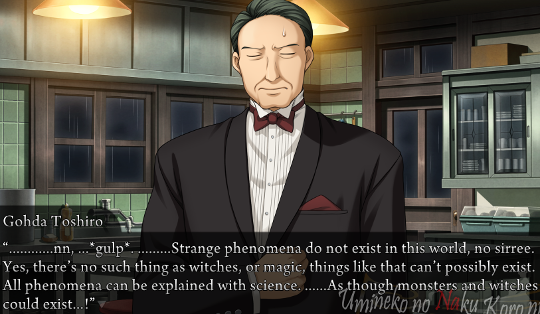 Gohda Toshiro
“............nn, ...*gulp* ..........Strange phenomena do not exist in this world, no sirree.
Yes, there's no such thing as witches, or magic, things like that can't possibly exist.
All phenomena can be explained with science. ......As though monsters and witches
could exist...!”
Umineko no Naku Koro n